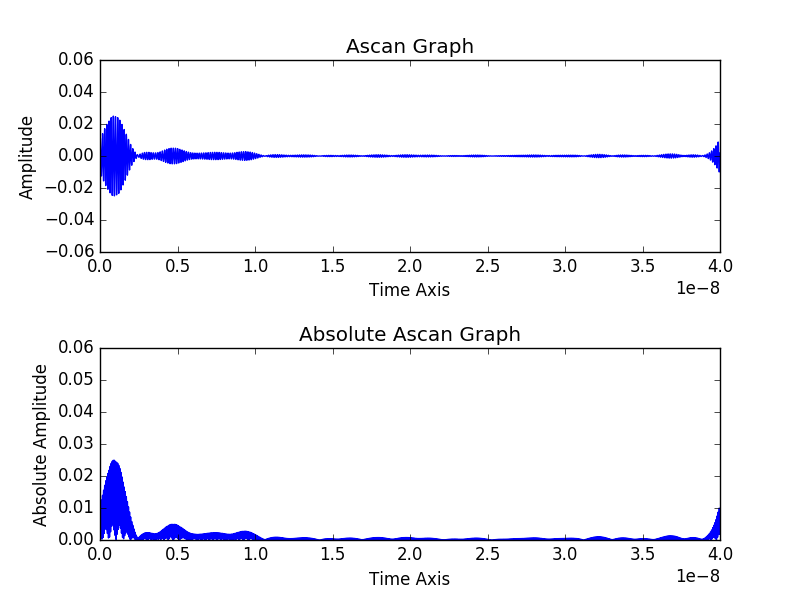 Ascan Graph
0.06
0.04
0.02
0.00
−0.02
−0.04
−0.06
Amplitude
0.0 0.5 1.0 1.5 2.0 2.5 3.0 3.5 4.0
Time Axis
1e−8
Absolute Ascan Graph
0.06
0.05
0.04
0.03
0.02
0.01
0.00
Absolute Amplitude
0.0 0.5 1.0 1.5 2.0 2.5 3.0 3.5 4.0
Time Axis
1e−8